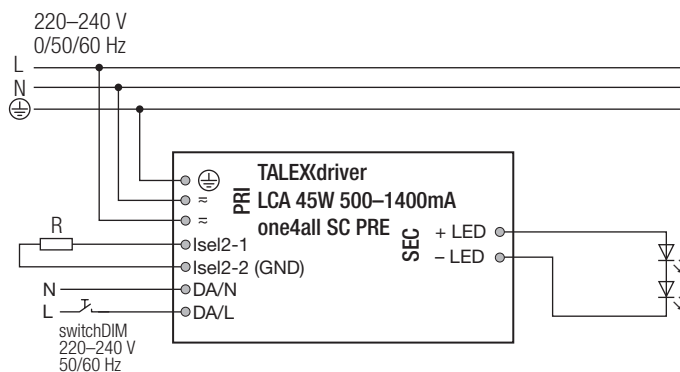 220–240 V
0/50/60 Hz
L
N
TALEXXdriver
LCA 45W 500–1400mA
one4all SC PRE
PRI
≈
≈
SEC
+ LED
– LED
R
Isel2-1
Isel2-2 (GND)
N
DA/N
L
DA/L
switchDIM
220–240 V
50/60 Hz